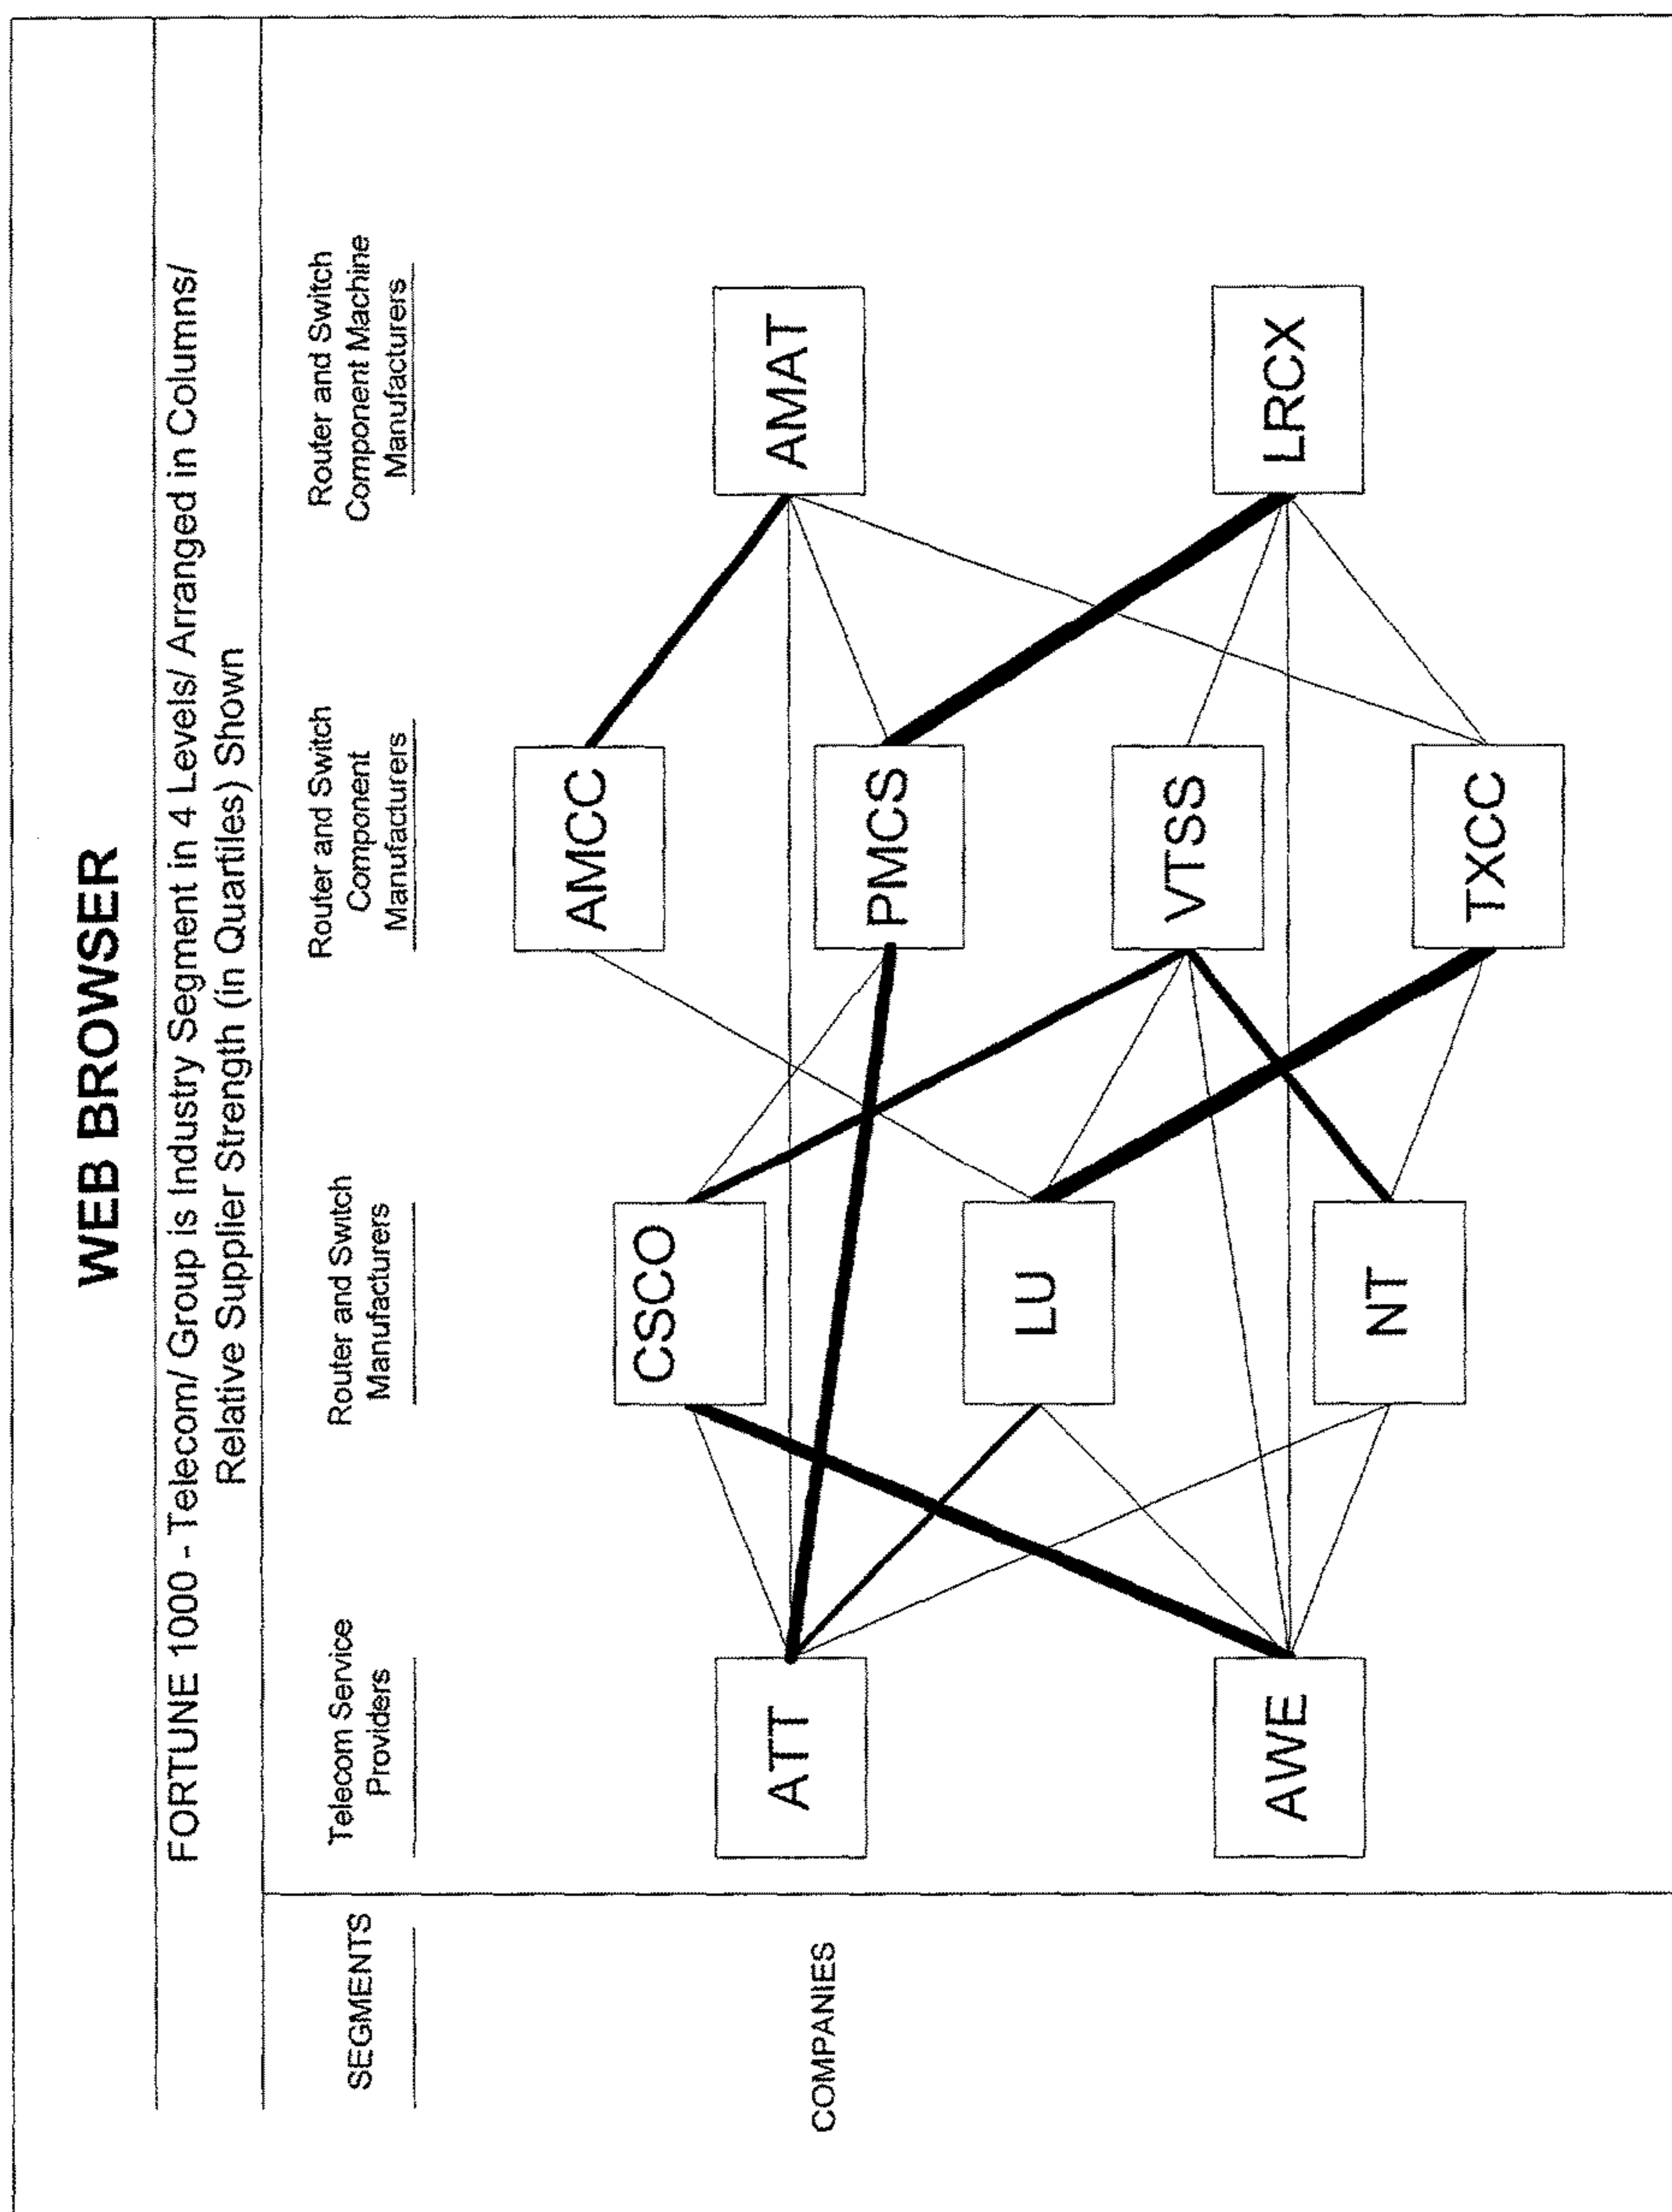 WEB BROWSER
FORTUNE 1000 - Telecom/ Group is Industry Segment in 4 Levels/ Arranged in Columns/
Relative Supplier Strength (in Quartiles) Shown
SEGMENTS
Telecom Service
Providers
Router and Switch
Manufacturers
Router and Switch
Component
Manufacturers
Router and Switch
Component Machine
Manufacturers
COMPANIES
ATT
AWE
CSCO
LU
NT
AMCC
PMCS
VTSS
TXCC
AMAT
LRCX